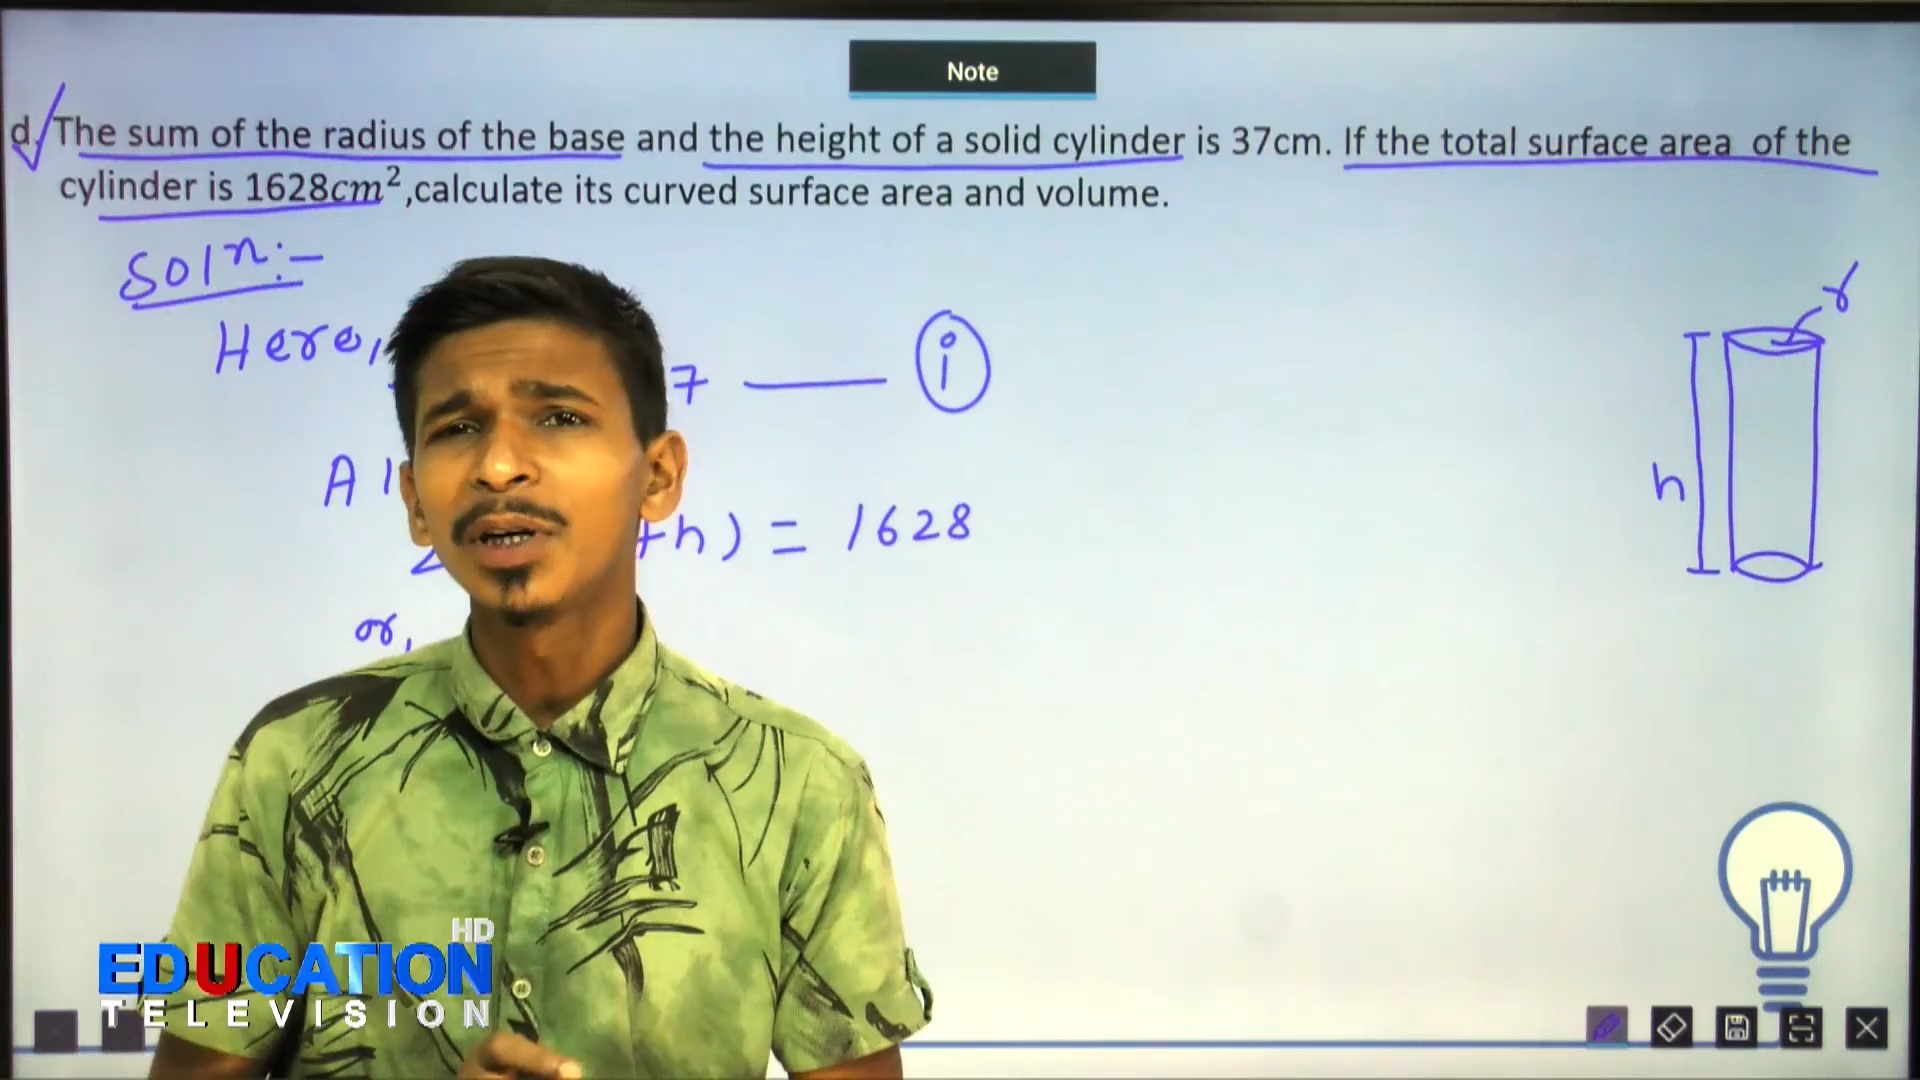 Note
d. The sum of the radius of the base and the height of a solid cylinder is 37cm. If the total surface area of the
cylinder is 1628cm²,calculate its curved surface area and volume.
Soln:-
Here,
7 —— i
r
h
+h) = 1628
or,
HD
EDUCATION
TELEVISION